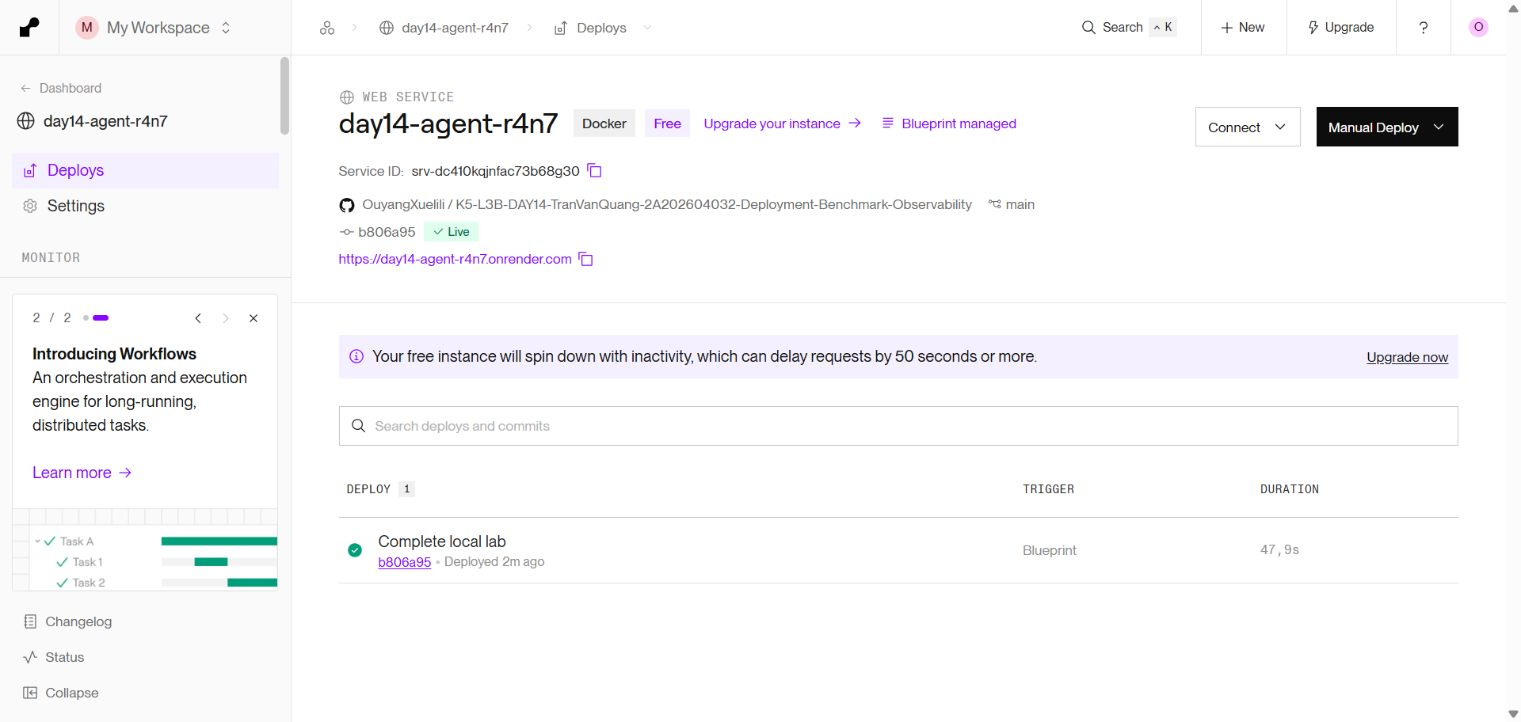 M My Workspace
day14-agent-r4n7
Deploys
Search ^ K
+ New
Upgrade
?
O
← Dashboard
day14-agent-r4n7
Deploys
Settings
MONITOR
2 / 2
Introducing Workflows
An orchestration and execution
engine for long-running,
distributed tasks.
Learn more →
Task A
Task 1
Task 2
Changelog
Status
Collapse
WEB SERVICE
day14-agent-r4n7 Docker Free Upgrade your instance → Blueprint managed
Connect
Manual Deploy
Service ID: srv-dc410kqjnfac73b68g30
OuyangXuelili / K5-L3B-DAY14-TranVanQuang-2A202604032-Deployment-Benchmark-Observability main
b806a95 ✓ Live
https://day14-agent-r4n7.onrender.com
Your free instance will spin down with inactivity, which can delay requests by 50 seconds or more.
Upgrade now
Search deploys and commits
DEPLOY 1 TRIGGER DURATION
Complete local lab
b806a95 • Deployed 2m ago
Blueprint
47,9s